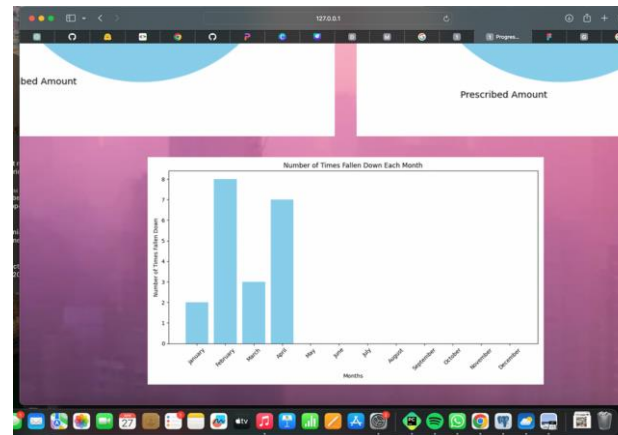 127.0.0.1
Progres...
bed Amount
Prescribed Amount
Number of Times Fallen Down Each Month
Number of Times Fallen Down
8
7
6
5
4
3
2
1
0
January
February
March
April
May
June
July
August
September
October
November
December
Months
27
tv